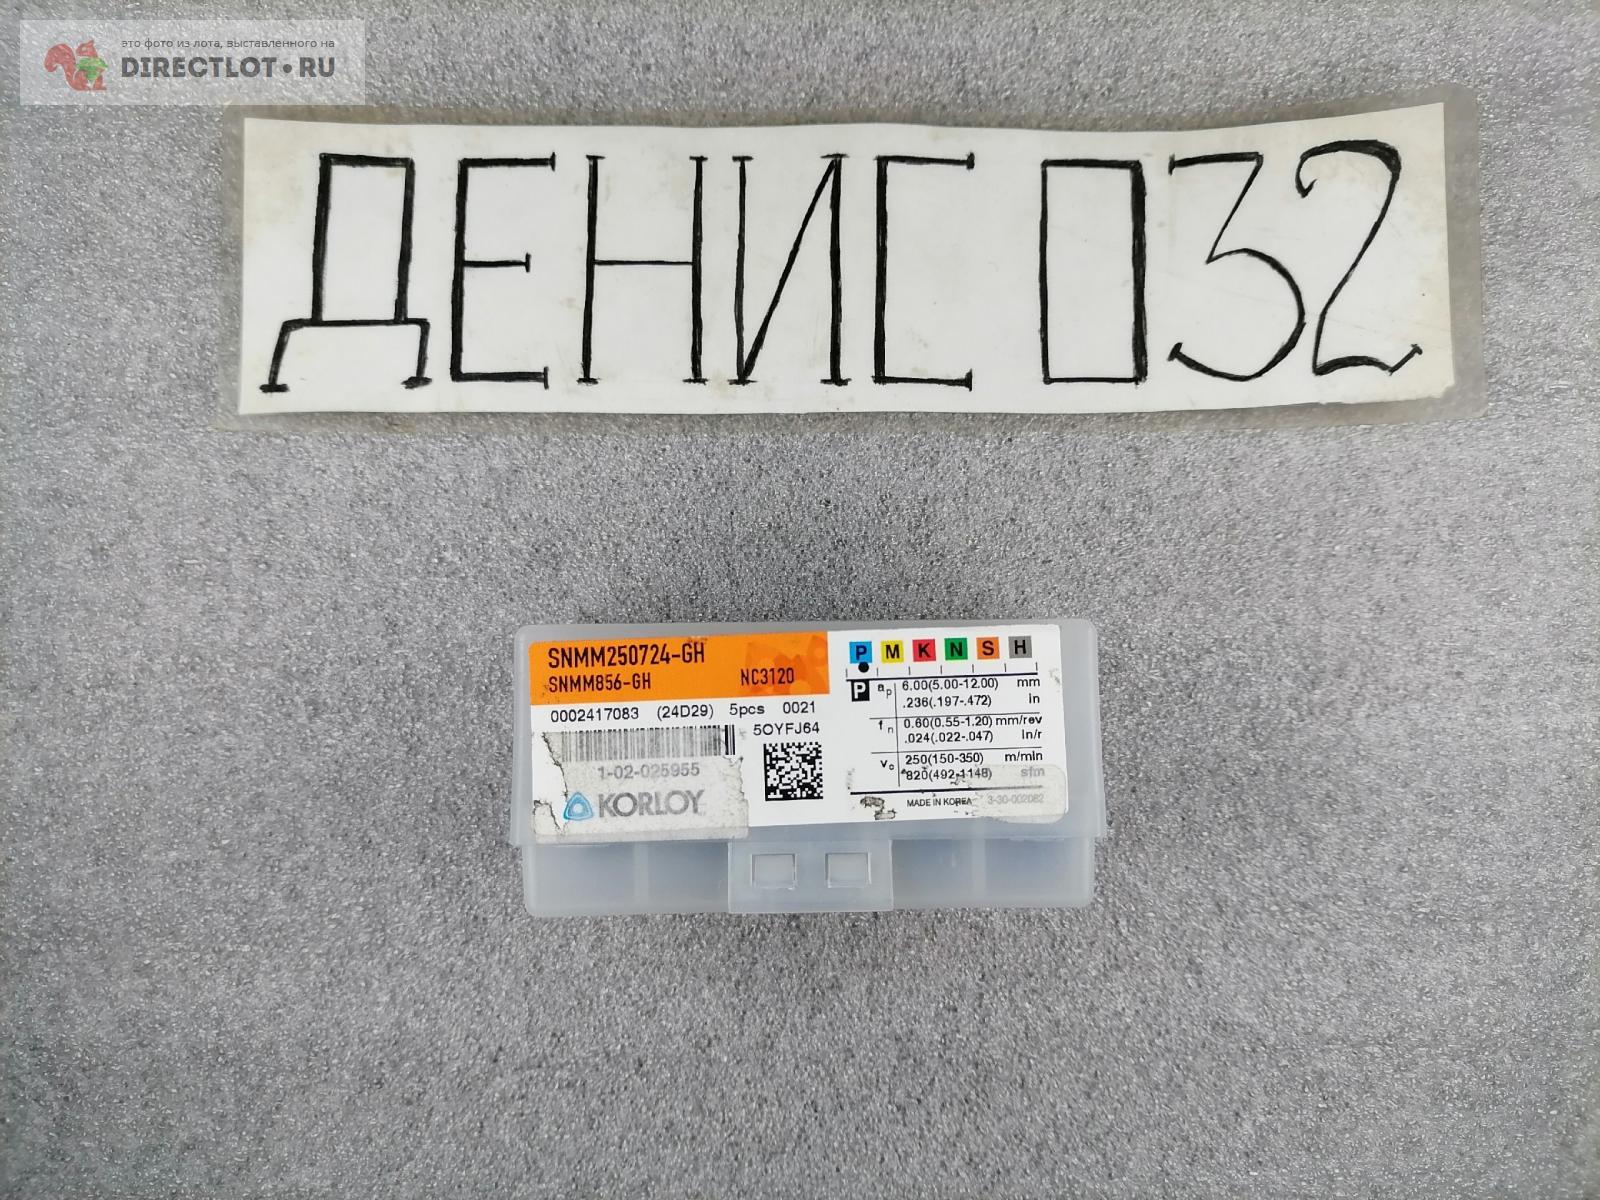 это фото из лота, выставленного на
DIRECTLOT•RU
ДЕНИС 032
SNMM250724-GH
SNMM856-GH NC3120
0002417083 (24D29) 5pcs 0021
5OYFJ64
1-02-025955
KORLOY
P M K N S H
P ap 6.00(5.00-12.00) mm
.236(.197-.472) in
fn 0.60(0.55-1.20) mm/rev
.024(.022-.047) in/r
vc 250(150-350) m/min
820(492-1148) sfm
MADE IN KOREA 3-30-002082